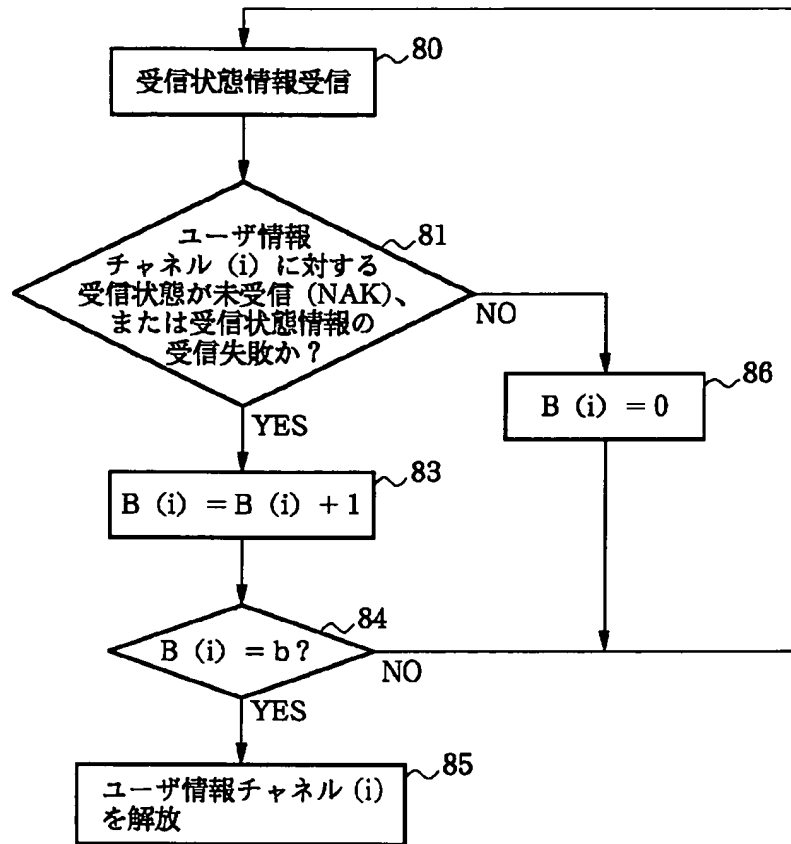 80
受信状態情報受信
ユーザ情報
チャネル (i) に対する
受信状態が未受信 (NAK)、
または受信状態情報の
受信失敗か？
81
NO
YES
86
B (i) = 0
83
B (i) = B (i) + 1
84
B (i) = b?
NO
YES
85
ユーザ情報チャネル (i)
を解放